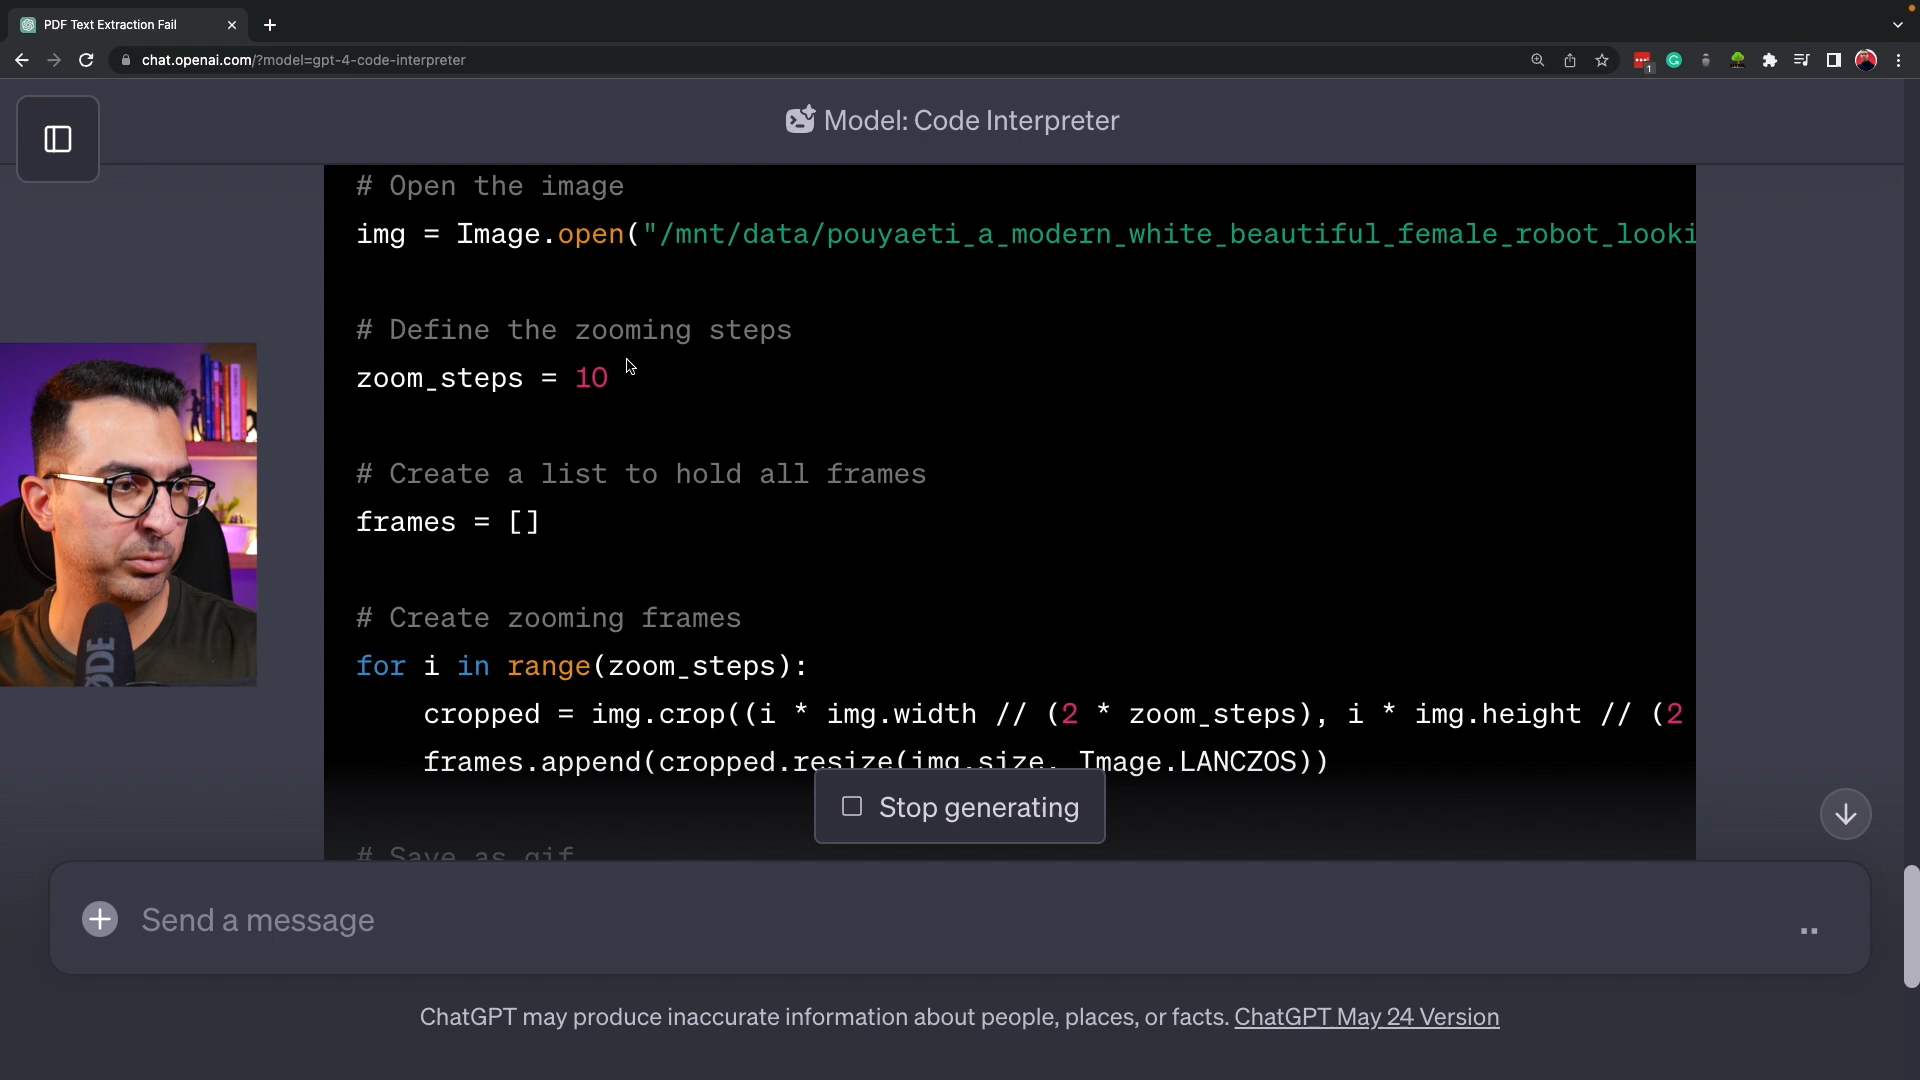 PDF Text Extraction Fail
chat.openai.com/?model=gpt-4-code-interpreter
1
Model: Code Interpreter
# Open the image
img = Image.open("/mnt/data/pouyaeti_a_modern_white_beautiful_female_robot_looki
# Define the zooming steps
zoom_steps = 10
# Create a list to hold all frames
frames = []
# Create zooming frames
for i in range(zoom_steps):
cropped = img.crop((i * img.width // (2 * zoom_steps), i * img.height // (2
frames.append(cropped.resize(img.size, Image.LANCZOS))
Stop generating
# Save as gif
Send a message
ChatGPT may produce inaccurate information about people, places, or facts. ChatGPT May 24 Version